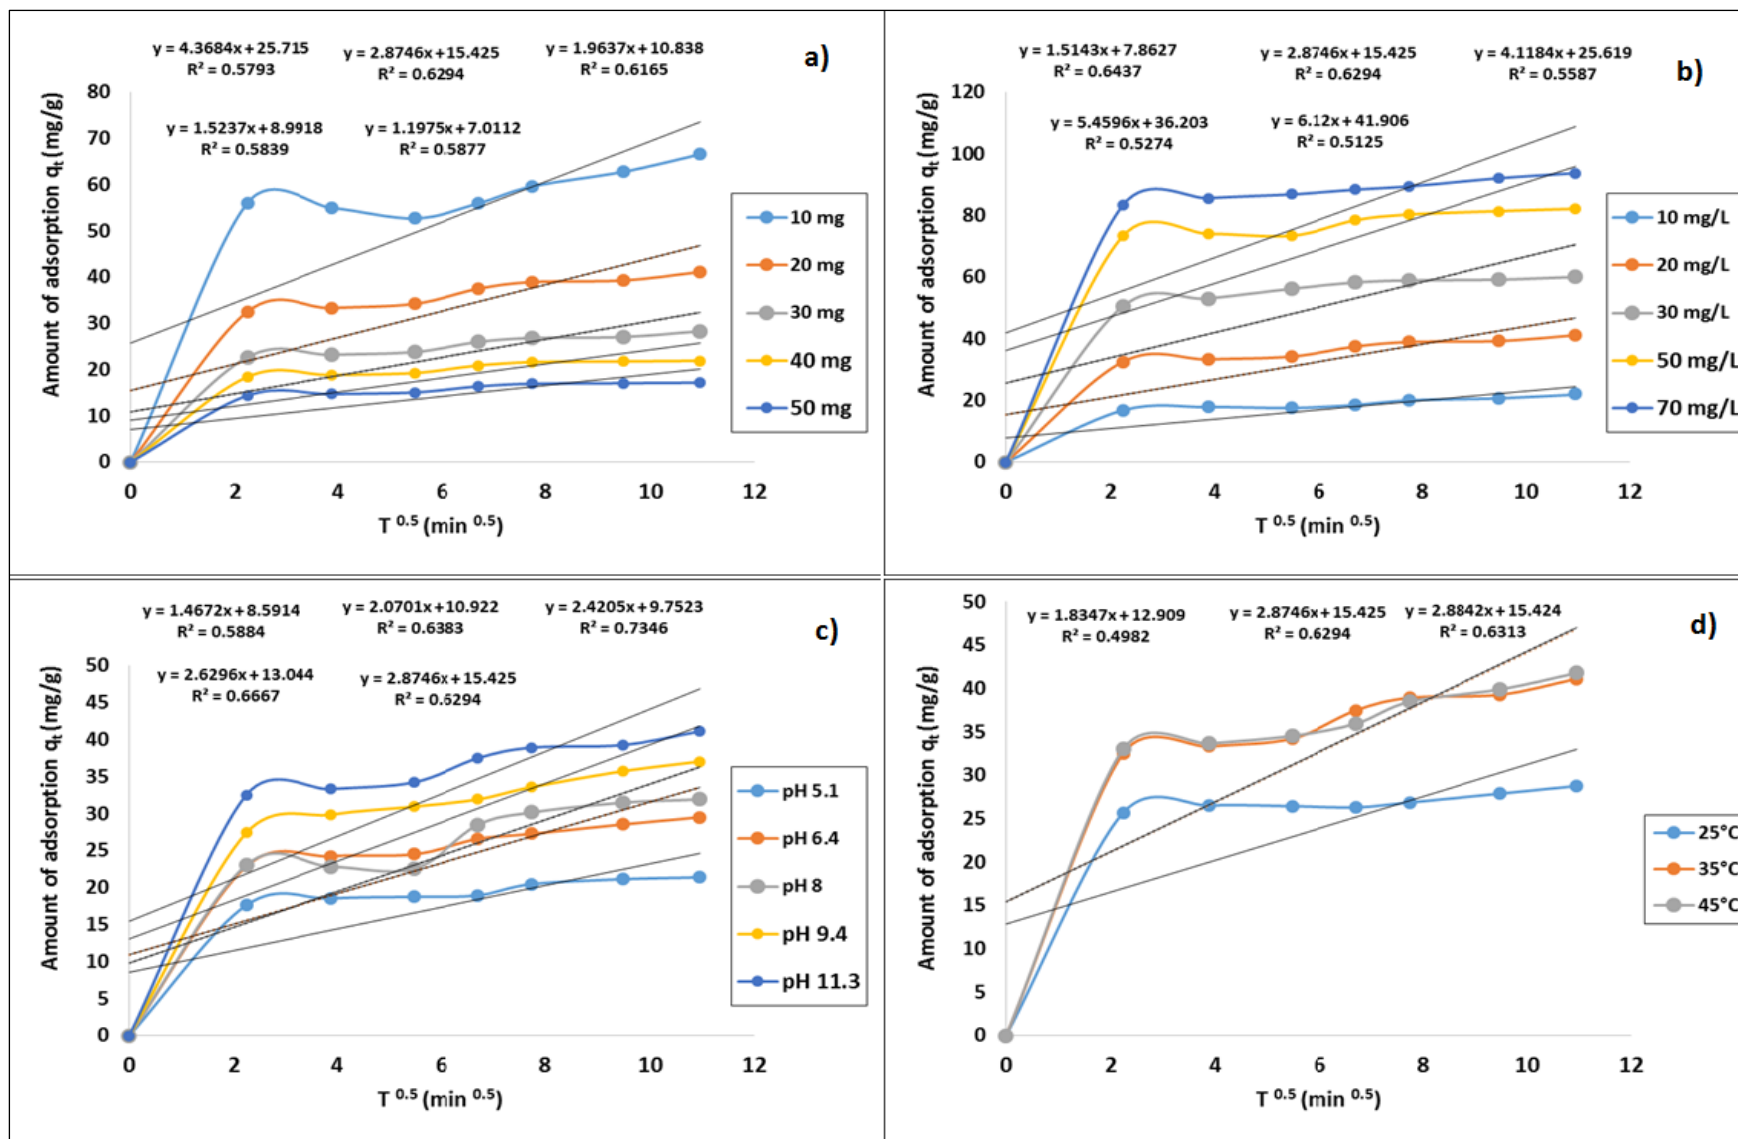 y = 4.3684x + 25.715
R² = 0.5793
y = 2.8746x + 15.425
R² = 0.6294
y = 1.9637x + 10.838
R² = 0.6165
a)
y = 1.5237x + 8.9918
R² = 0.5839
y = 1.1975x + 7.0112
R² = 0.5877
Amount of adsorption qt (mg/g)
80
70
60
50
40
30
20
10
0
0 2 4 6 8 10 12
T 0.5 (min 0.5)
10 mg
20 mg
30 mg
40 mg
50 mg
y = 1.5143x + 7.8627
R² = 0.6437
y = 2.8746x + 15.425
R² = 0.6294
y = 4.1184x + 25.619
R² = 0.5587
b)
y = 5.4596x + 36.203
R² = 0.5274
y = 6.12x + 41.906
R² = 0.5125
Amount of adsorption qt (mg/g)
120
100
80
60
40
20
0
0 2 4 6 8 10 12
T 0.5 (min 0.5)
10 mg/L
20 mg/L
30 mg/L
50 mg/L
70 mg/L
y = 1.4672x + 8.5914
R² = 0.5884
y = 2.0701x + 10.922
R² = 0.6383
y = 2.4205x + 9.7523
R² = 0.7346
c)
y = 2.6296x + 13.044
R² = 0.6667
y = 2.8746x + 15.425
R² = 0.6294
Amount of adsorption qt (mg/g)
50
45
40
35
30
25
20
15
10
5
0
0 2 4 6 8 10 12
T 0.5 (min 0.5)
pH 5.1
pH 6.4
pH 8
pH 9.4
pH 11.3
y = 1.8347x + 12.909
R² = 0.4982
y = 2.8746x + 15.425
R² = 0.6294
y = 2.8842x + 15.424
R² = 0.6313
d)
Amount of adsorption qt (mg/g)
50
45
40
35
30
25
20
15
10
5
0
0 2 4 6 8 10 12
T 0.5 (min 0.5)
25°C
35°C
45°C